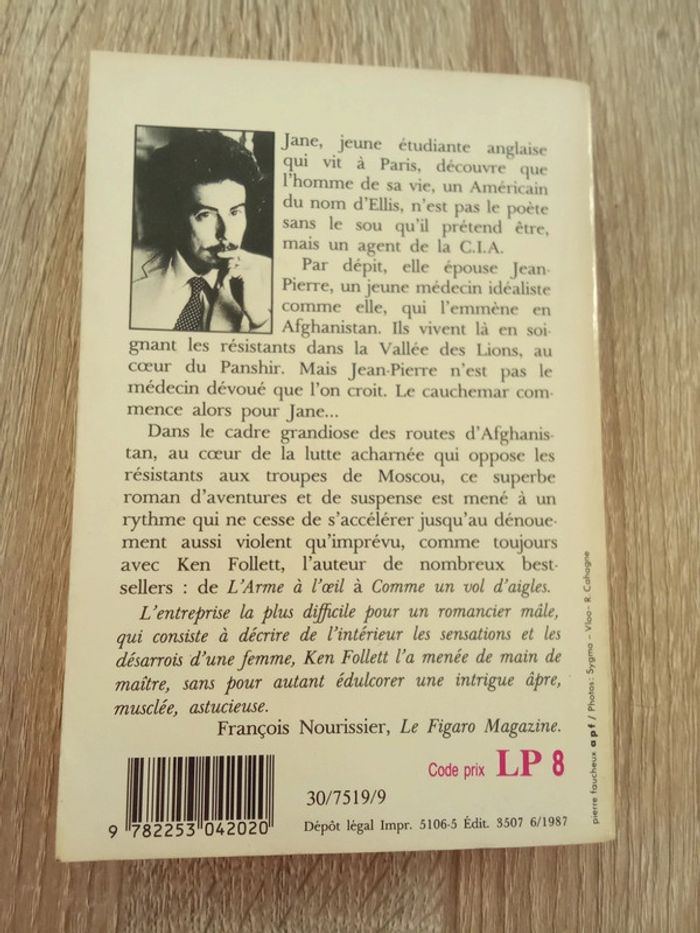 Jane, jeune étudiante anglaise
qui vit à Paris, découvre que
l'homme de sa vie, un Américain
du nom d'Ellis, n'est pas le poète
sans le sou qu'il prétend être,
mais un agent de la C.I.A.
Par dépit, elle épouse Jean-
Pierre, un jeune médecin idéaliste
comme elle, qui l'emmène en
Afghanistan. Ils vivent là en soi-
gnant les résistants dans la Vallée des Lions, au
cœur du Panshir. Mais Jean-Pierre n'est pas le
médecin dévoué que l'on croit. Le cauchemar com-
mence alors pour Jane...
Dans le cadre grandiose des routes d'Afghanis-
tan, au cœur de la lutte acharnée qui oppose les
résistants aux troupes de Moscou, ce superbe
roman d'aventures et de suspense est mené à un
rythme qui ne cesse de s'accélérer jusqu'au dénoue-
ment aussi violent qu'imprévu, comme toujours
avec Ken Follett, l'auteur de nombreux best-
sellers : de L'Arme à l'œil à Comme un vol d'aigles.
L'entreprise la plus difficile pour un romancier mâle,
qui consiste à décrire de l'intérieur les sensations et les
désarrois d'une femme, Ken Follett l'a menée de main de
maître, sans pour autant édulcorer une intrigue âpre,
musclée, astucieuse.
François Nourissier, Le Figaro Magazine.
Code prix LP 8
30/7519/9
9 782253 042020
Dépôt légal Impr. 5106-5 Édit. 3507 6/1987
pierre faucheux apf / Photos: Sygma - Vloo - R. Cahagne